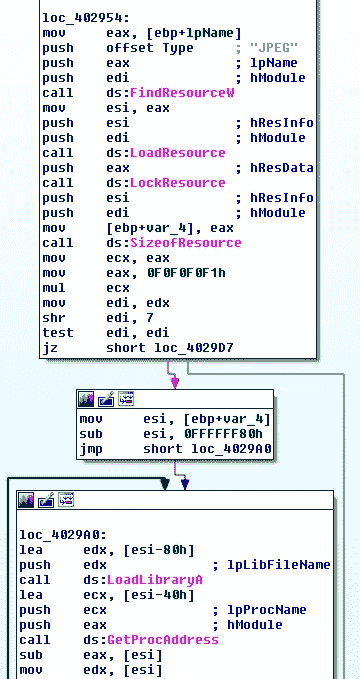 loc_402954:
mov eax, [ebp+lpName]
push offset Type ; "JPEG"
push eax ; lpName
push edi ; hModule
call ds:FindResourceW
mov esi, eax
push esi ; hResInfo
push edi ; hModule
call ds:LoadResource
push eax ; hResData
call ds:LockResource
push esi ; hResInfo
push edi ; hModule
mov [ebp+var_4], eax
call ds:SizeofResource
mov ecx, eax
mov eax, 0F0F0F0F1h
mul ecx
mov edi, edx
shr edi, 7
test edi, edi
jz short loc_4029D7
mov esi, [ebp+var_4]
sub esi, 0FFFFFF80h
jmp short loc_4029A0
loc_4029A0:
lea edx, [esi-80h]
push edx ; lpLibFileName
call ds:LoadLibraryA
lea ecx, [esi-40h]
push ecx ; lpProcName
push eax ; hModule
call ds:GetProcAddress
sub eax, [esi]
mov edx, [esi]